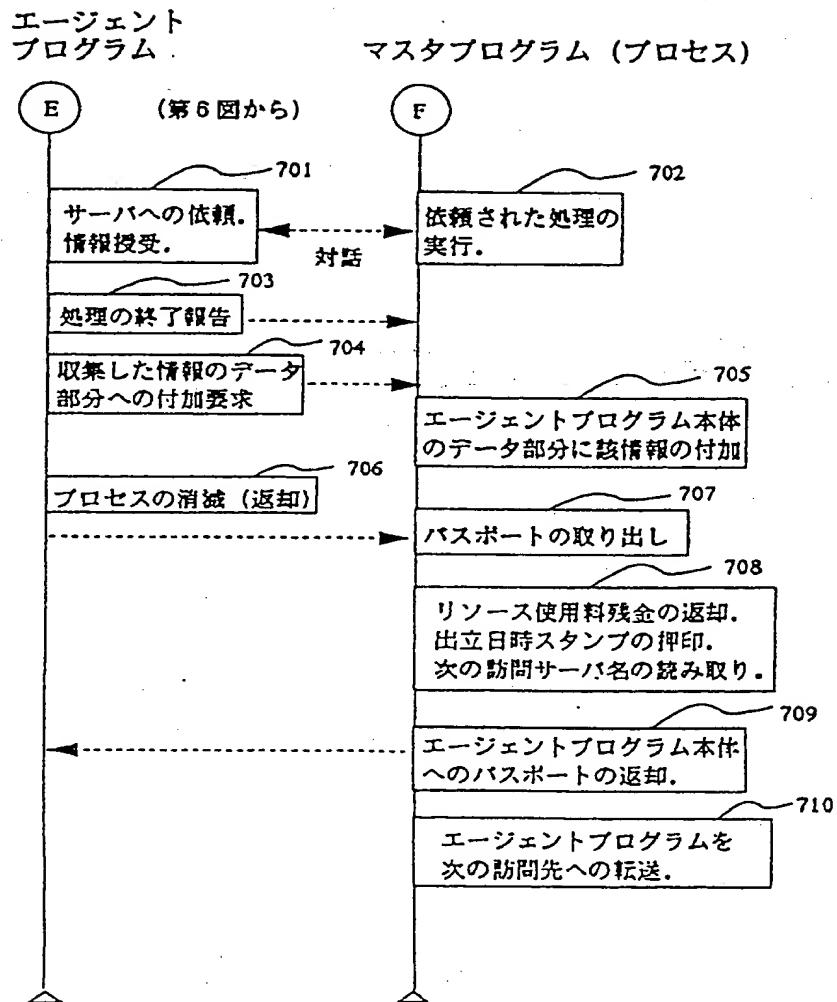 エージェント
プログラム
マスタプログラム (プロセス)
E
(第6図から)
F
701
サーバへの依頼.
情報授受.
対話
702
依頼された処理の
実行。
703
処理の終了報告
704
収集した情報のデータ
部分への付加要求
705
エージェントプログラム本体
のデータ部分に該情報の付加
706
プロセスの消滅 (返却)
707
パスポートの取り出し
708
リソース使用料残金の返却.
出立日時スタンプの押印.
次の訪問サーバ名の読み取り。
709
エージェントプログラム本体
へのパスポートの返却.
710
エージェントプログラムを
次の訪問先への転送.